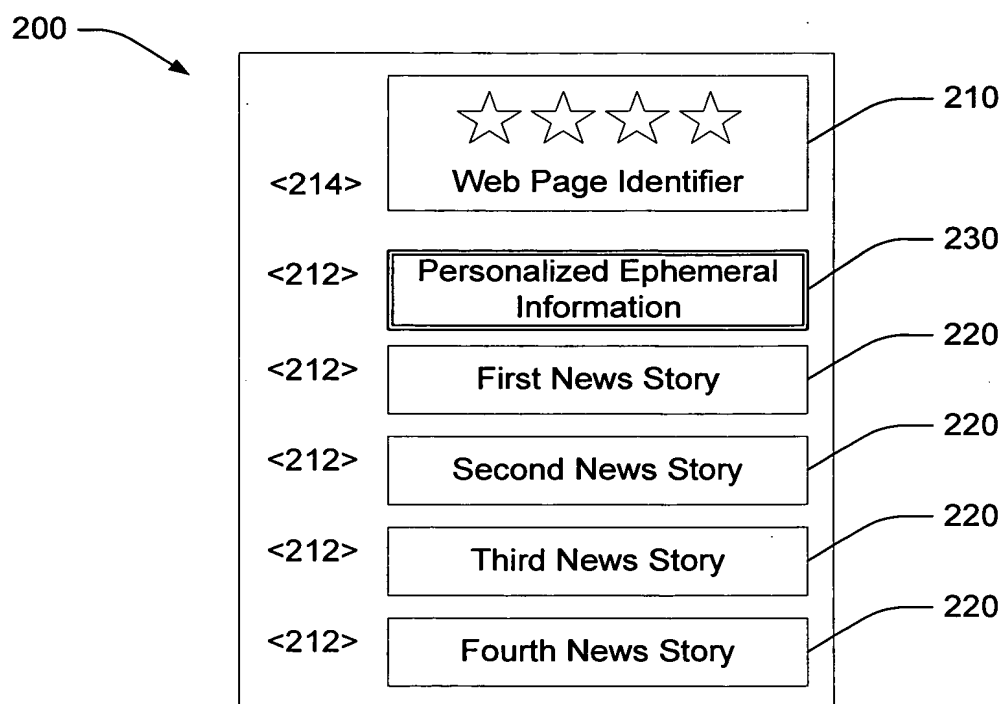 200
210
<214> Web Page Identifier
230
<212> Personalized Ephemeral
Information
220
<212> First News Story
220
<212> Second News Story
220
<212> Third News Story
220
<212> Fourth News Story